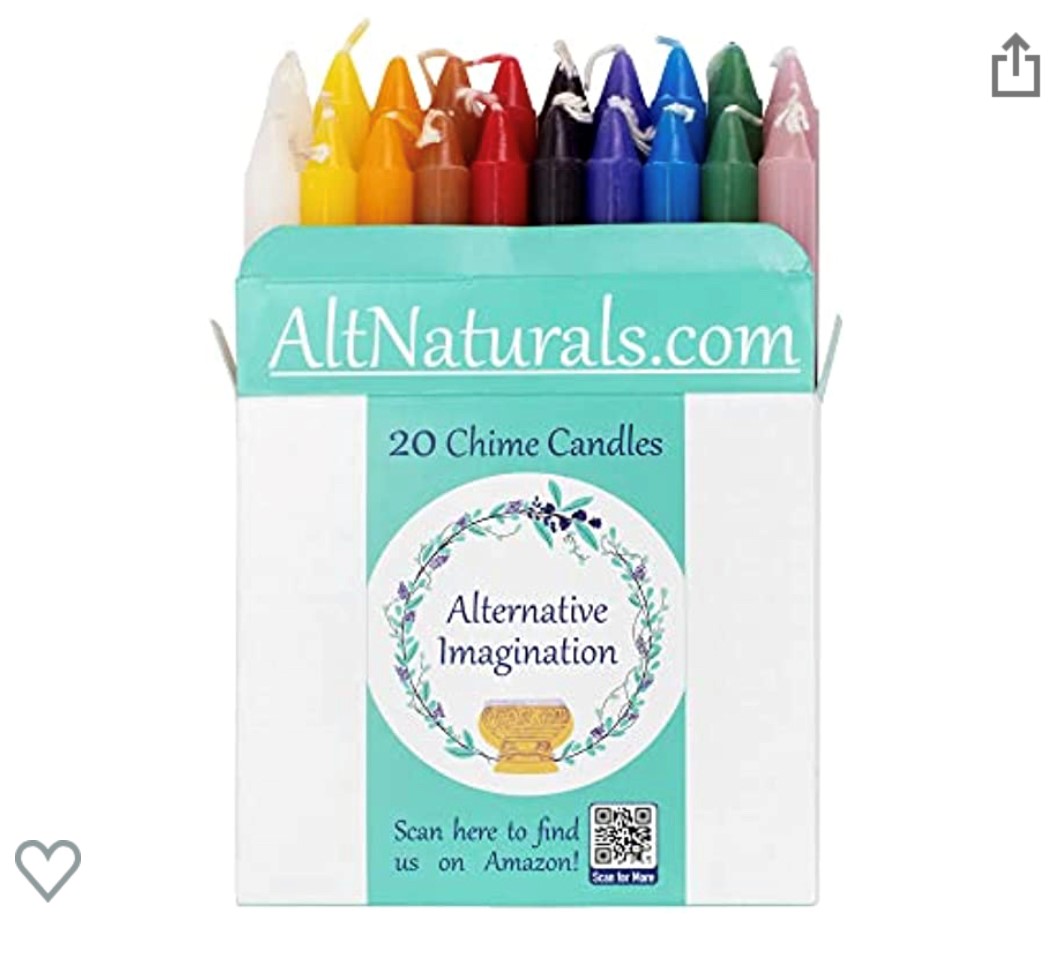 AltNaturals.com
20 Chime Candles
Alternative
Imagination
Scan here to find
us on Amazon!
Scan for More